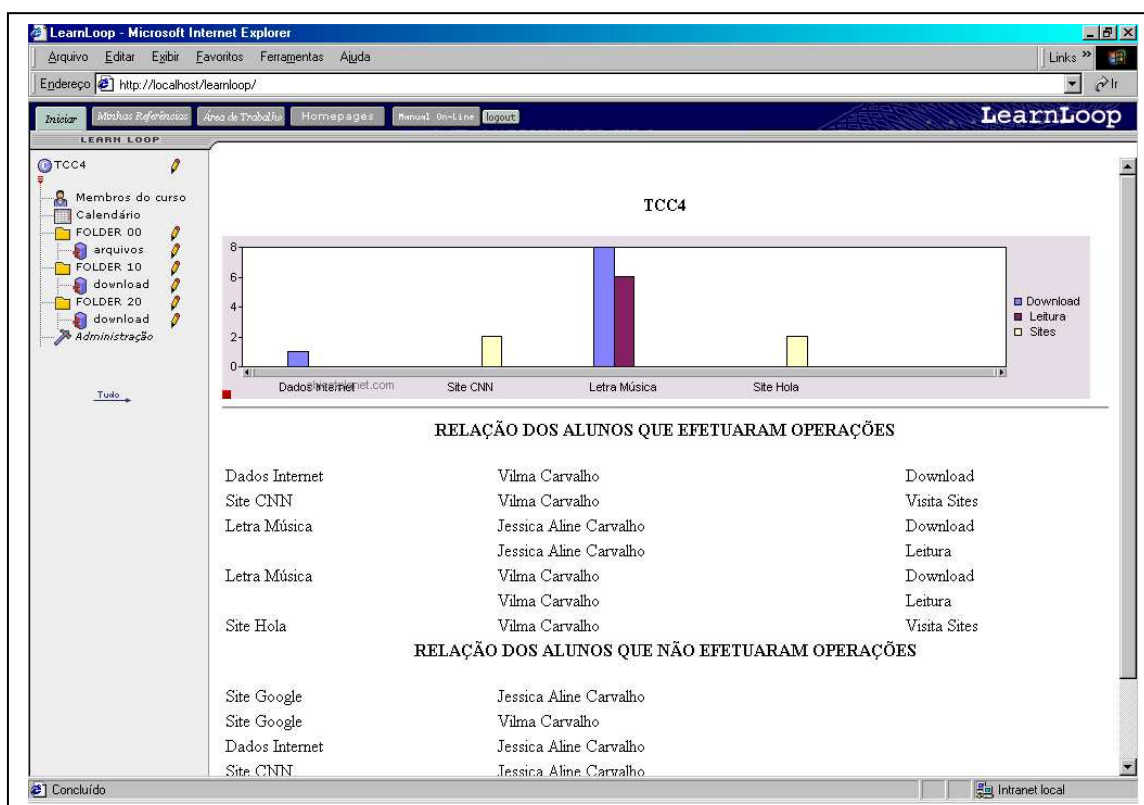 LearnLoop - Microsoft Internet Explorer
Arquivo Editar Exibir Favoritos Ferramentas Ajuda Links »
Endereço http://localhost/learnloop/ Ir
Iniciar Minhas Referências Área de Trabalho Homepages Manual On-Line logout LearnLoop
LEARN LOOP
TCC4
Membros do curso
Calendário
FOLDER 00
arquivos
FOLDER 10
download
FOLDER 20
download
Administração
Tudo
TCC4
8
6
4
2
0
Download
Leitura
Sites
Dados Internet Site CNN Letra Música Site Hola
RELAÇÃO DOS ALUNOS QUE EFETUARAM OPERAÇÕES
Dados Internet Vilma Carvalho Download
Site CNN Vilma Carvalho Visita Sites
Letra Música Jessica Aline Carvalho Download
Jessica Aline Carvalho Leitura
Letra Música Vilma Carvalho Download
Vilma Carvalho Leitura
Site Hola Vilma Carvalho Visita Sites
RELAÇÃO DOS ALUNOS QUE NÃO EFETUARAM OPERAÇÕES
Site Google Jessica Aline Carvalho
Site Google Vilma Carvalho
Dados Internet Jessica Aline Carvalho
Site CNN Jessica Aline Carvalho
Concluído Intranet local